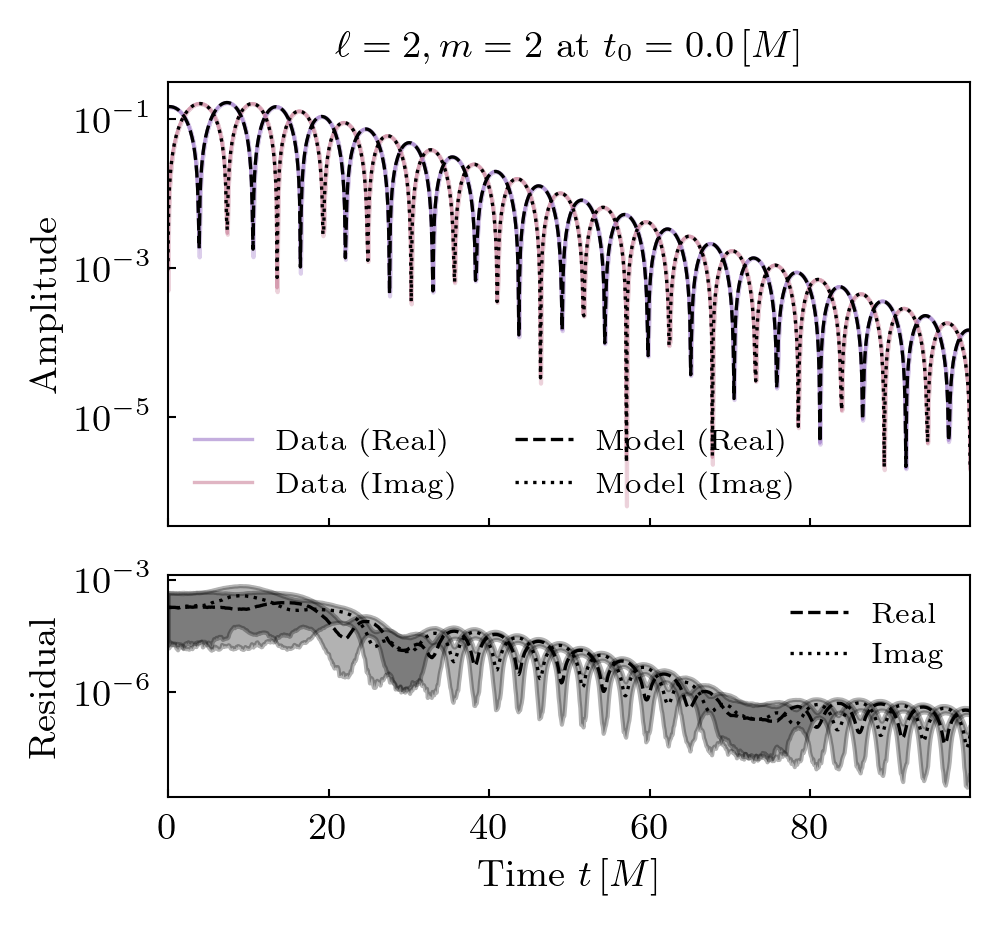 ℓ = 2, m = 2 at t₀ = 0.0 [M]
Amplitude
10⁻¹
10⁻³
10⁻⁵
Data (Real)
Data (Imag)
Model (Real)
Model (Imag)
Residual
10⁻³
10⁻⁶
Real
Imag
0 20 40 60 80
Time t [M]